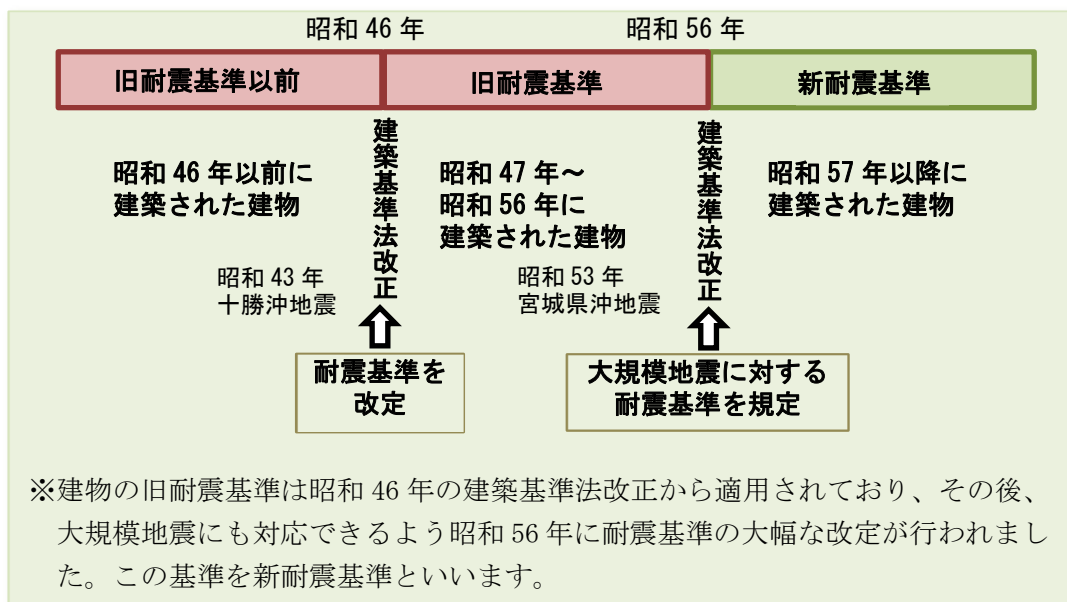 昭和 46 年
昭和 56 年
旧耐震基準以前
旧耐震基準
新耐震基準
昭和 46 年以前に
建築された建物
建築基準法改正
昭和 47 年～
昭和 56 年に
建築された建物
建築基準法改正
昭和 57 年以降に
建築された建物
昭和 43 年
十勝沖地震
昭和 53 年
宮城県沖地震
耐震基準を
改定
大規模地震に対する
耐震基準を規定
※建物の旧耐震基準は昭和 46 年の建築基準法改正から適用されており、その後、
大規模地震にも対応できるよう昭和 56 年に耐震基準の大幅な改定が行われまし
た。この基準を新耐震基準といいます。